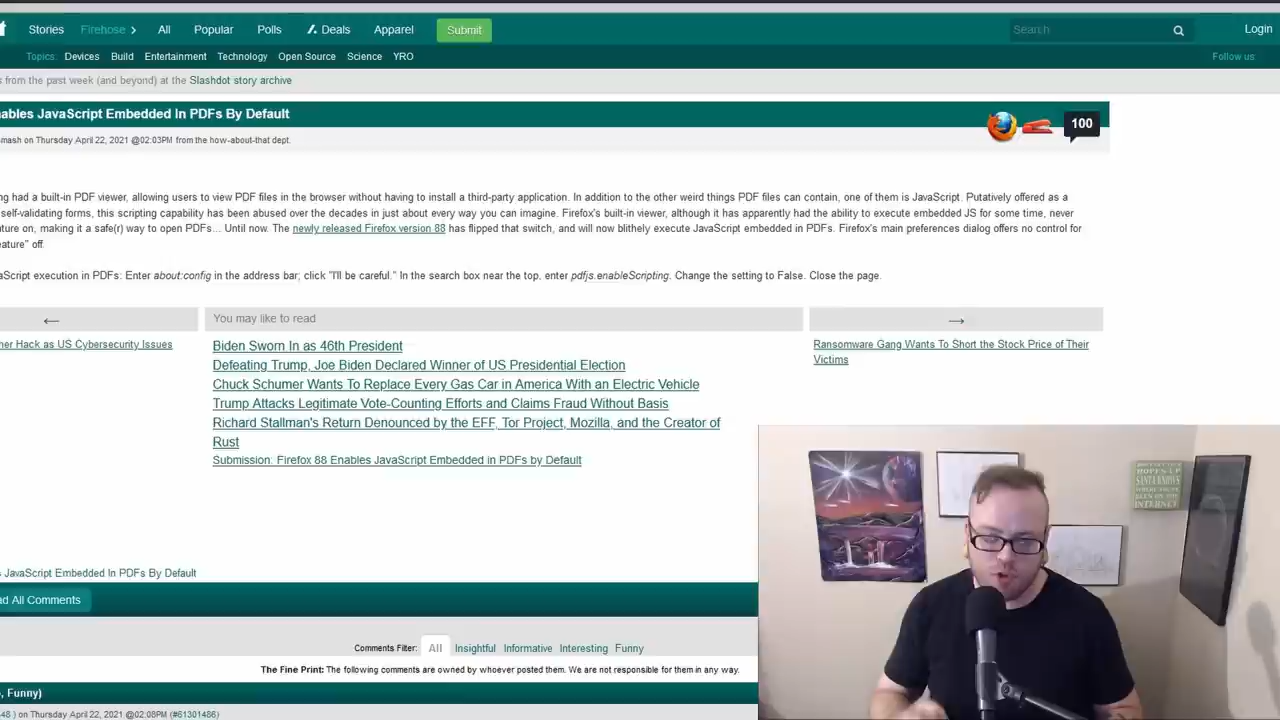 Stories Firehose All Popular Polls Deals Apparel Submit Search Login
Topics: Devices Build Entertainment Technology Open Source Science YRO Follow us
s from the past week (and beyond) at the Slashdot story archive
nables JavaScript Embedded In PDFs By Default
100
mash on Thursday April 22, 2021 @02:03PM from the how-about-that dept.
ng had a built-in PDF viewer, allowing users to view PDF files in the browser without having to install a third-party application. In addition to the other weird things PDF files can contain, one of them is JavaScript. Putatively offered as a
self-validating forms, this scripting capability has been abused over the decades in just about every way you can imagine. Firefox's built-in viewer, although it has apparently had the ability to execute embedded JS for some time, never
ature on, making it a safe(r) way to open PDFs... Until now. The newly released Firefox version 88 has flipped that switch, and will now blithely execute JavaScript embedded in PDFs. Firefox's main preferences dialog offers no control for
eature" off.
aScript execution in PDFs: Enter about:config in the address bar; click "I'll be careful." In the search box near the top, enter pdfjs.enableScripting. Change the setting to False. Close the page.
← You may like to read →
her Hack as US Cybersecurity Issues
Biden Sworn In as 46th President
Defeating Trump, Joe Biden Declared Winner of US Presidential Election
Chuck Schumer Wants To Replace Every Gas Car in America With an Electric Vehicle
Trump Attacks Legitimate Vote-Counting Efforts and Claims Fraud Without Basis
Richard Stallman's Return Denounced by the EFF, Tor Project, Mozilla, and the Creator of
Rust
Submission: Firefox 88 Enables JavaScript Embedded in PDFs by Default
Ransomware Gang Wants To Short the Stock Price of Their
Victims
s JavaScript Embedded In PDFs By Default
ad All Comments
Comments Filter: All Insightful Informative Interesting Funny
The Fine Print: The following comments are owned by whoever posted them. We are not responsible for them in any way.
, Funny)
48 ) on Thursday April 22, 2021 @02:08PM (#61301486)
INTERNET